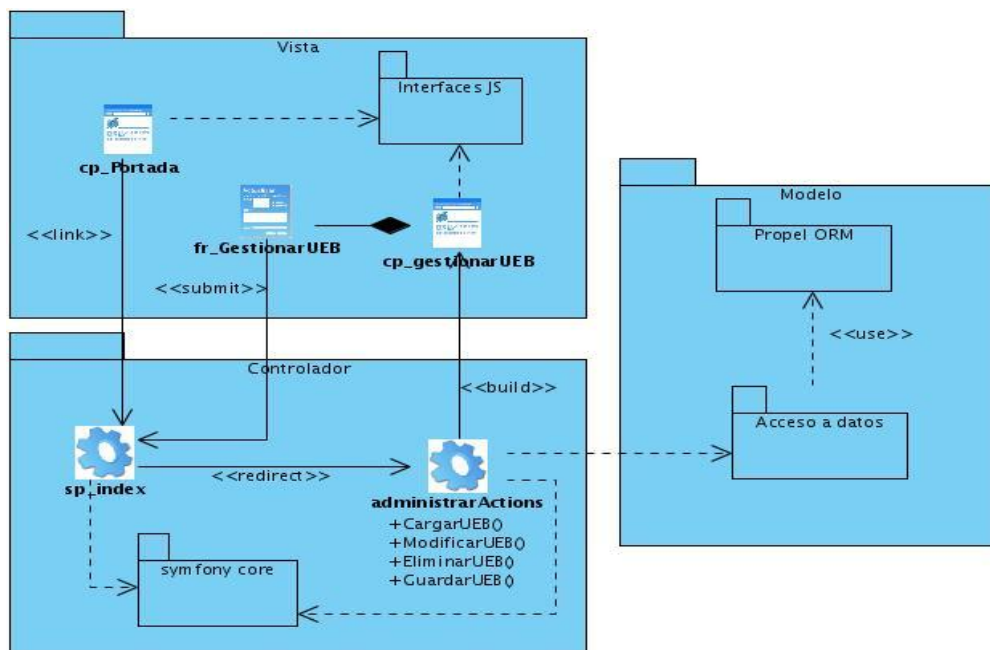 Vista
Interfaces JS
cp_Portada
<<link>>
fr_GestionarUEB
cp_gestionarUEB
<<submit>>
Modelo
Propel ORM
<<use>>
Acceso a datos
Controlador
<<build>>
sp_index
<<redirect>>
administrarActions
+CargarUEB()
+ModificarUEB()
+EliminarUEB()
+GuardarUEB()
symfony core